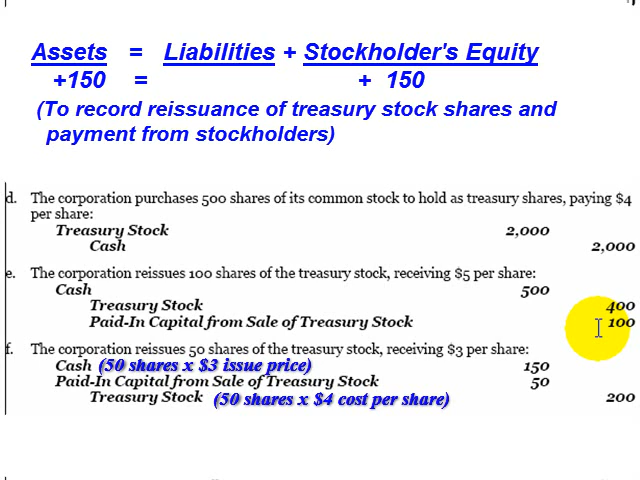 Assets = Liabilities + Stockholder's Equity
+150 = + 150
(To record reissuance of treasury stock shares and
payment from stockholders)
d. The corporation purchases 500 shares of its common stock to hold as treasury shares, paying $4
per share:
Treasury Stock 2,000
Cash 2,000
e. The corporation reissues 100 shares of the treasury stock, receiving $5 per share:
Cash 500
Treasury Stock 400
Paid-In Capital from Sale of Treasury Stock 100
f. The corporation reissues 50 shares of the treasury stock, receiving $3 per share:
Cash (50 shares x $3 issue price) 150
Paid-In Capital from Sale of Treasury Stock 50
Treasury Stock (50 shares x $4 cost per share) 200